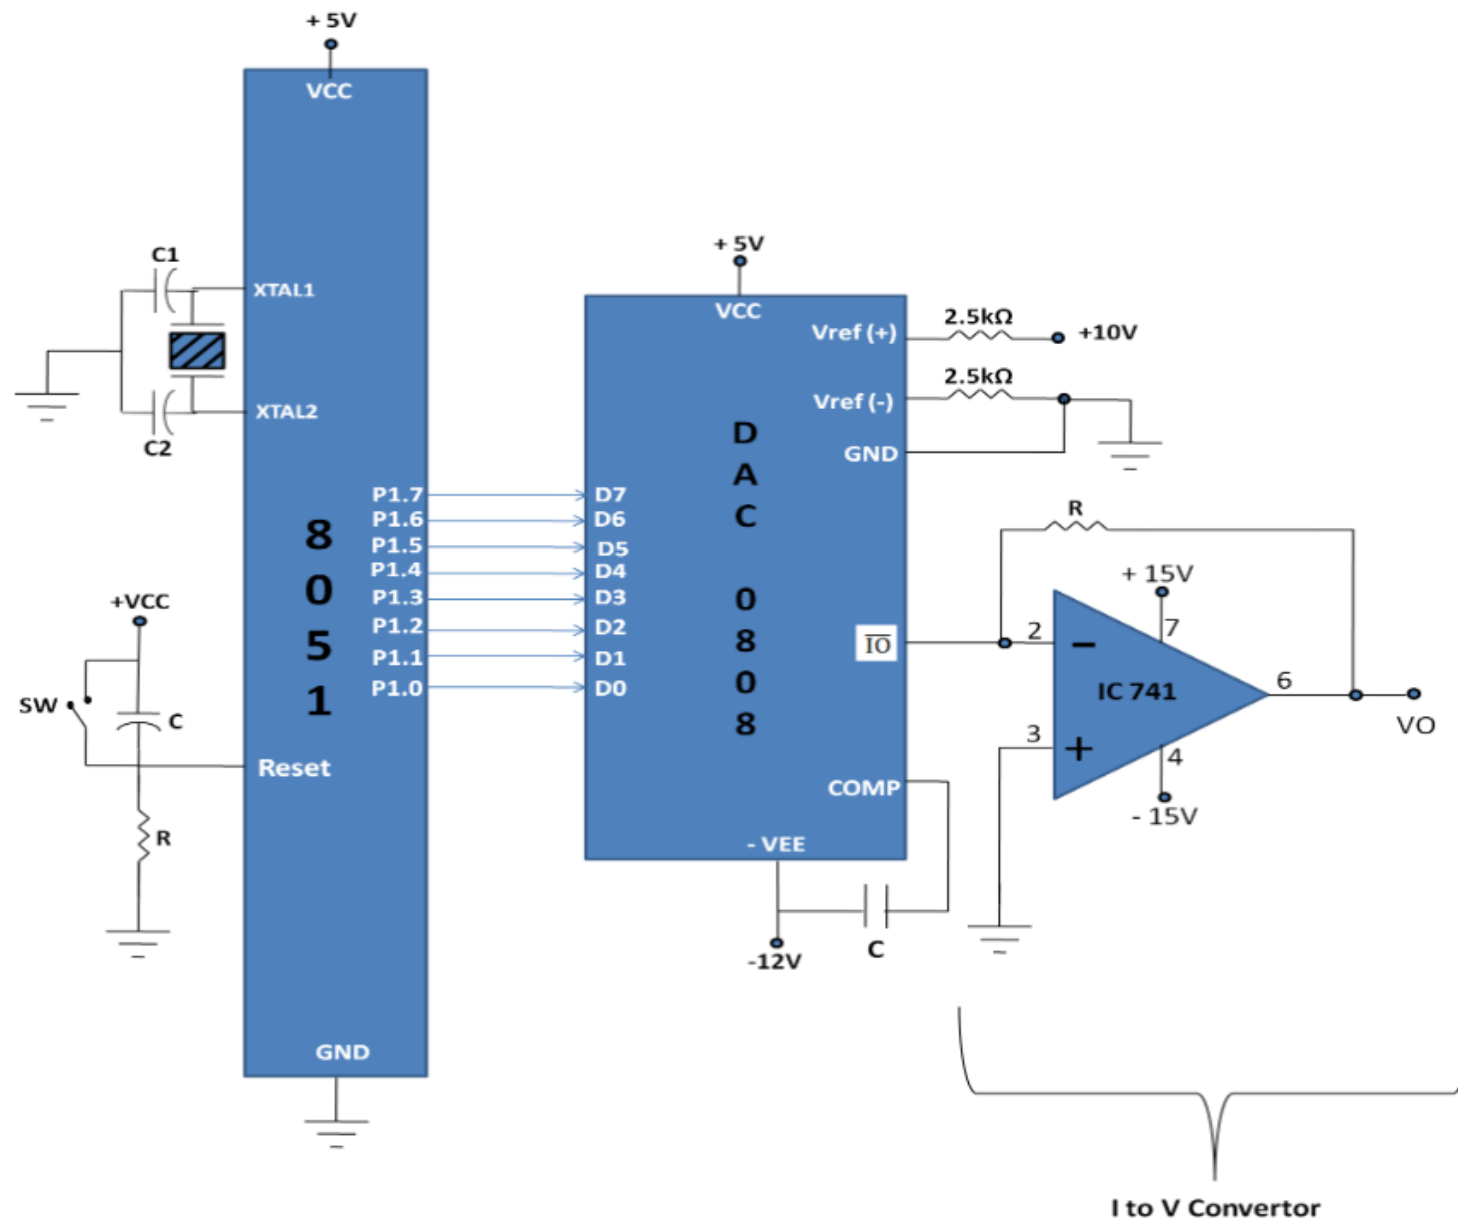 + 5V
VCC
C1
XTAL1
XTAL2
C2
P1.7
P1.6
P1.5
P1.4
P1.3
P1.2
P1.1
P1.0
8
0
5
1
+VCC
SW
C
Reset
R
GND
+ 5V
VCC
Vref (+)
2.5kΩ
+10V
Vref (-)
2.5kΩ
GND
D
A
C
0
8
0
8
D7
D6
D5
D4
D3
D2
D1
D0
I̅O̅
COMP
- VEE
-12V
C
R
+ 15V
7
2
−
IC 741
6
VO
3
+
4
- 15V
I to V Convertor